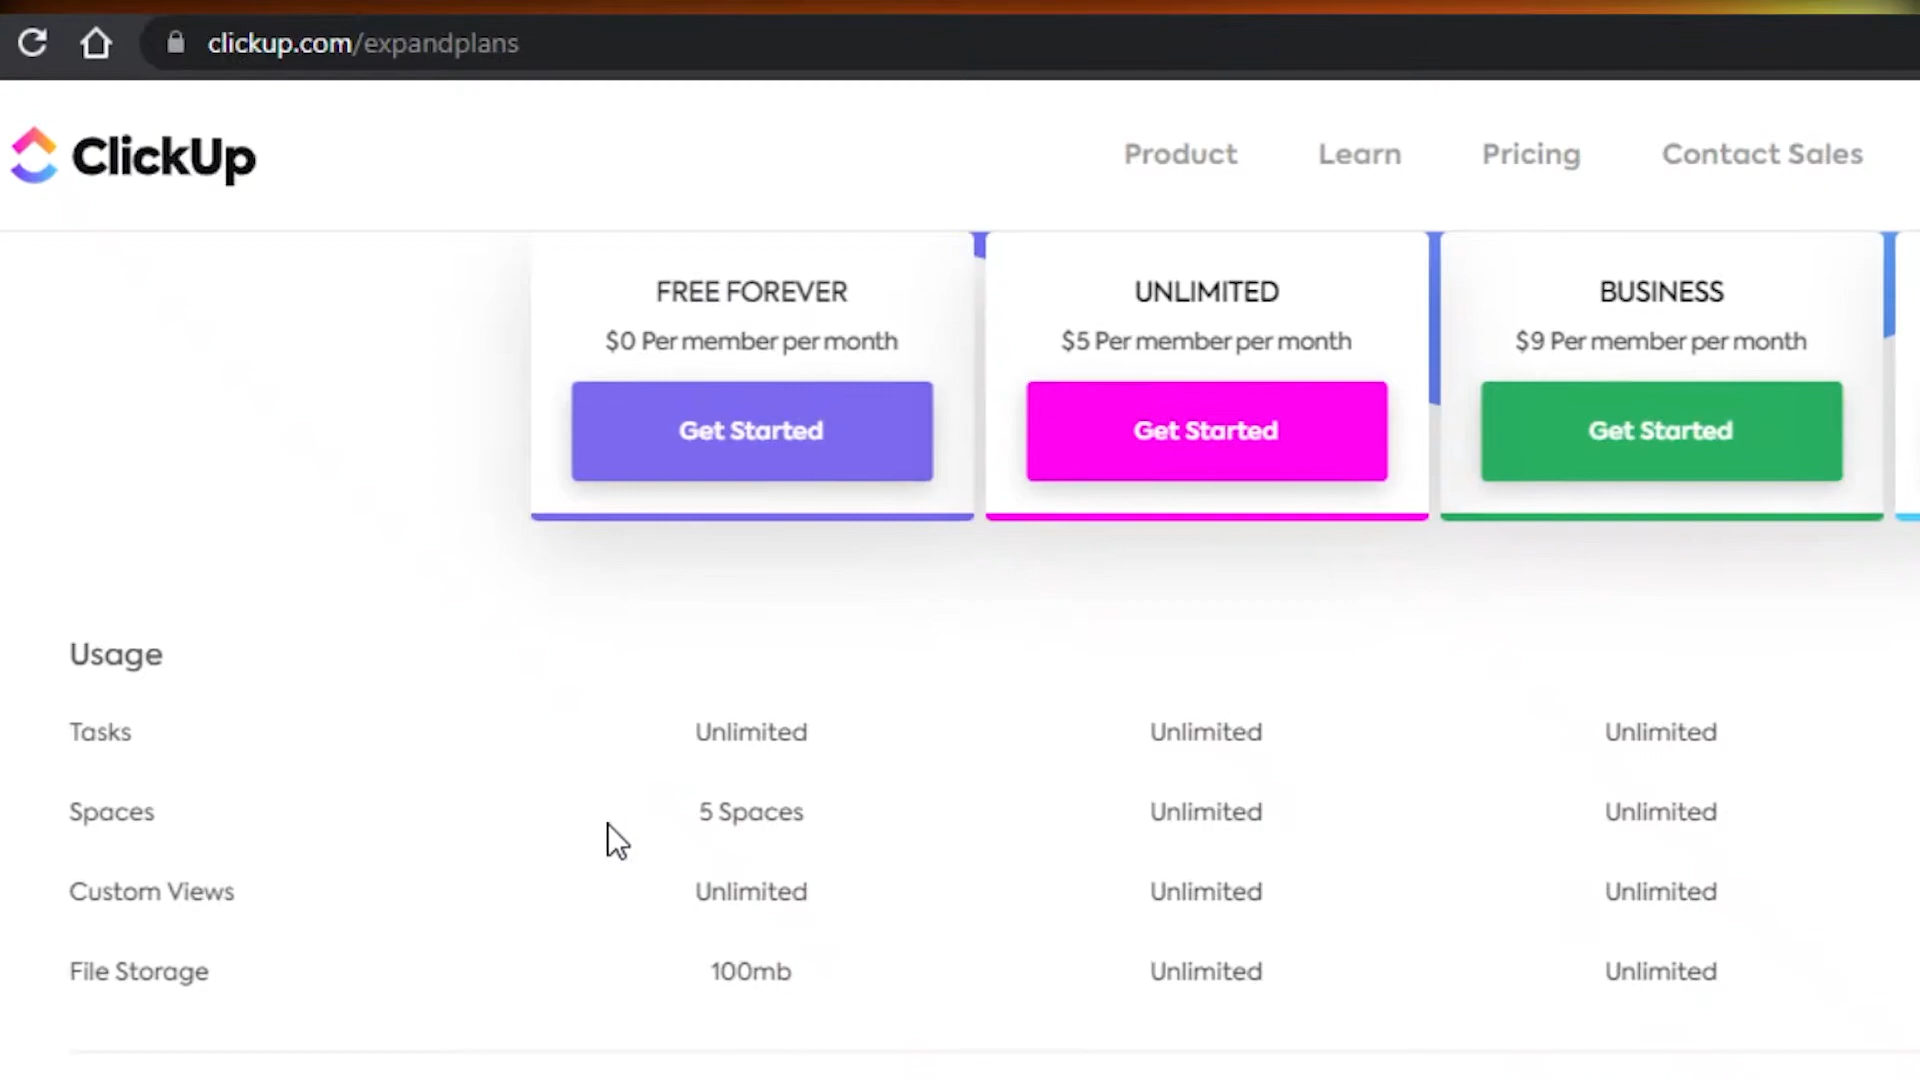 clickup.com/expandplans
ClickUp
Product Learn Pricing Contact Sales
FREE FOREVER UNLIMITED BUSINESS
$0 Per member per month $5 Per member per month $9 Per member per month
Get Started Get Started Get Started
Usage
Tasks Unlimited Unlimited Unlimited
Spaces 5 Spaces Unlimited Unlimited
Custom Views Unlimited Unlimited Unlimited
File Storage 100mb Unlimited Unlimited